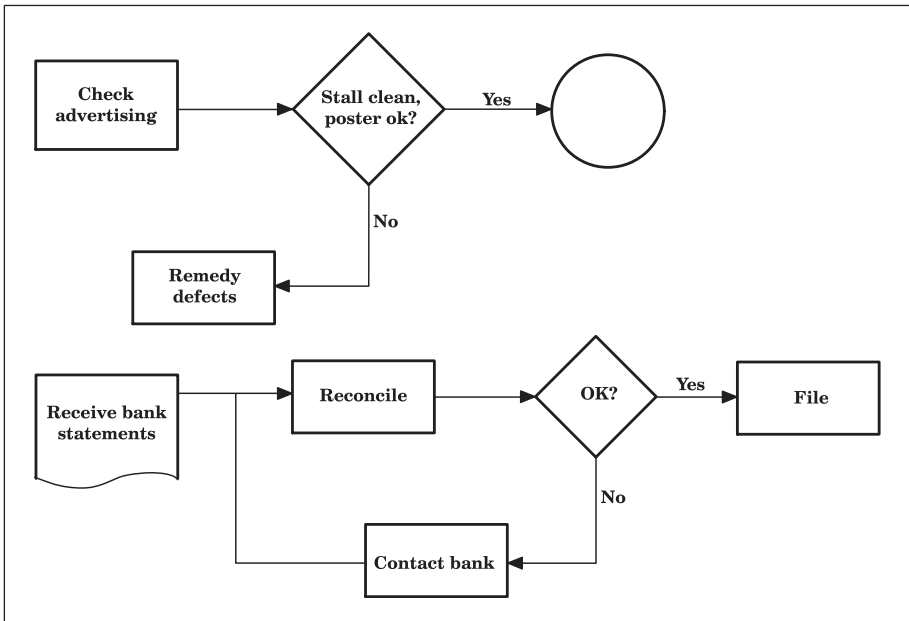 Check
advertising
Stall clean,
poster ok?
Yes
No
Remedy
defects
Receive bank
statements
Reconcile
OK?
Yes
File
No
Contact bank